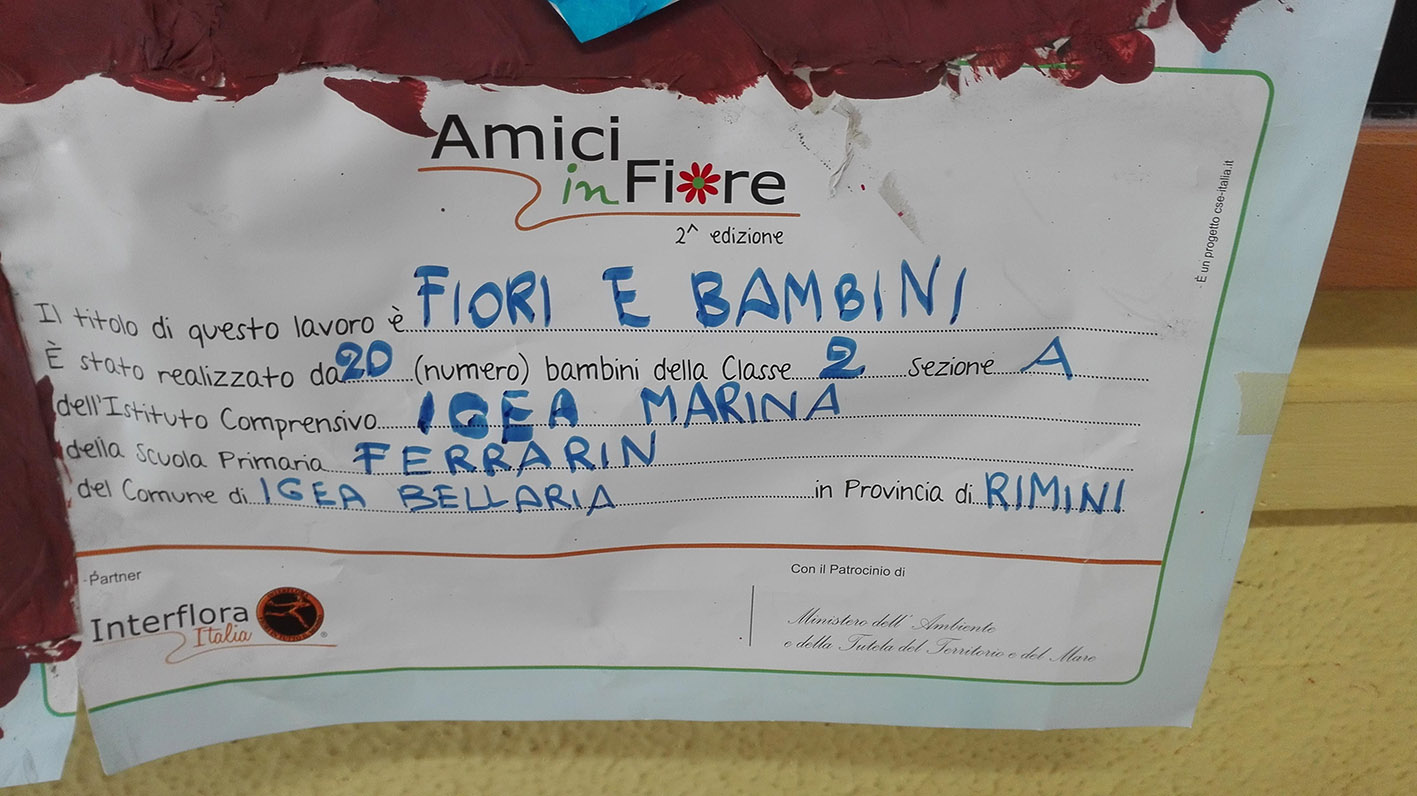 Amici
in Fiore
2^ edizione
È un progetto cse-italia.it
Il titolo di questo lavoro è FIORI E BAMBINI
È stato realizzato da 20 (numero) bambini della Classe 2 sezione A
dell'Istituto Comprensivo IGEA MARINA
della Scuola Primaria FERRARIN
del Comune di IGEA BELLARIA in Provincia di RIMINI
Partner
Interflora
Italia
Con il Patrocinio di
Ministero dell'Ambiente
e della Tutela del Territorio e del Mare